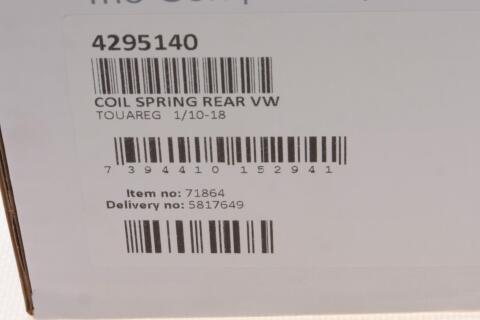 4295140
COIL SPRING REAR VW
TOUAREG 1/10-18
7 394410 152941
Item no: 71864
Delivery no: 5817649